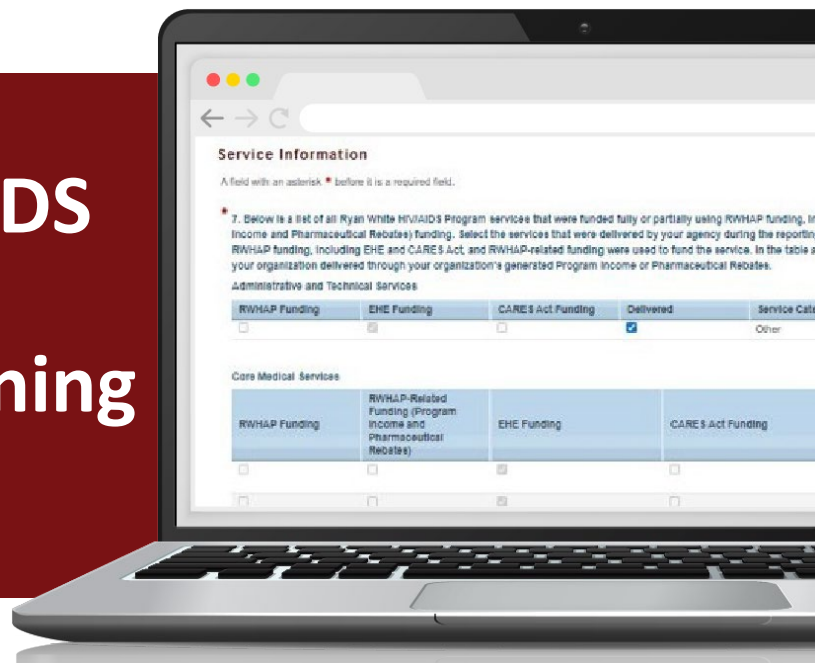 DS
ning
Service Information
A field with an asterisk * before it is a required field.
* 7. Below is a list of all Ryan White HIV/AIDS Program services that were funded fully or partially using RWHAP funding, in
Income and Pharmaceutical Rebates) funding. Select the services that were delivered by your agency during the reporting
RWHAP funding, including EHE and CARES Act, and RWHAP-related funding were used to fund the service. In the table a
your organization delivered through your organization's generated Program Income or Pharmaceutical Rebates.
Administrative and Technical Services
RWHAP Funding EHE Funding CARES Act Funding Delivered Service Cate
Other
Core Medical Services
RWHAP Funding RWHAP-Related Funding (Program Income and Pharmaceutical Rebates) EHE Funding CARES Act Funding